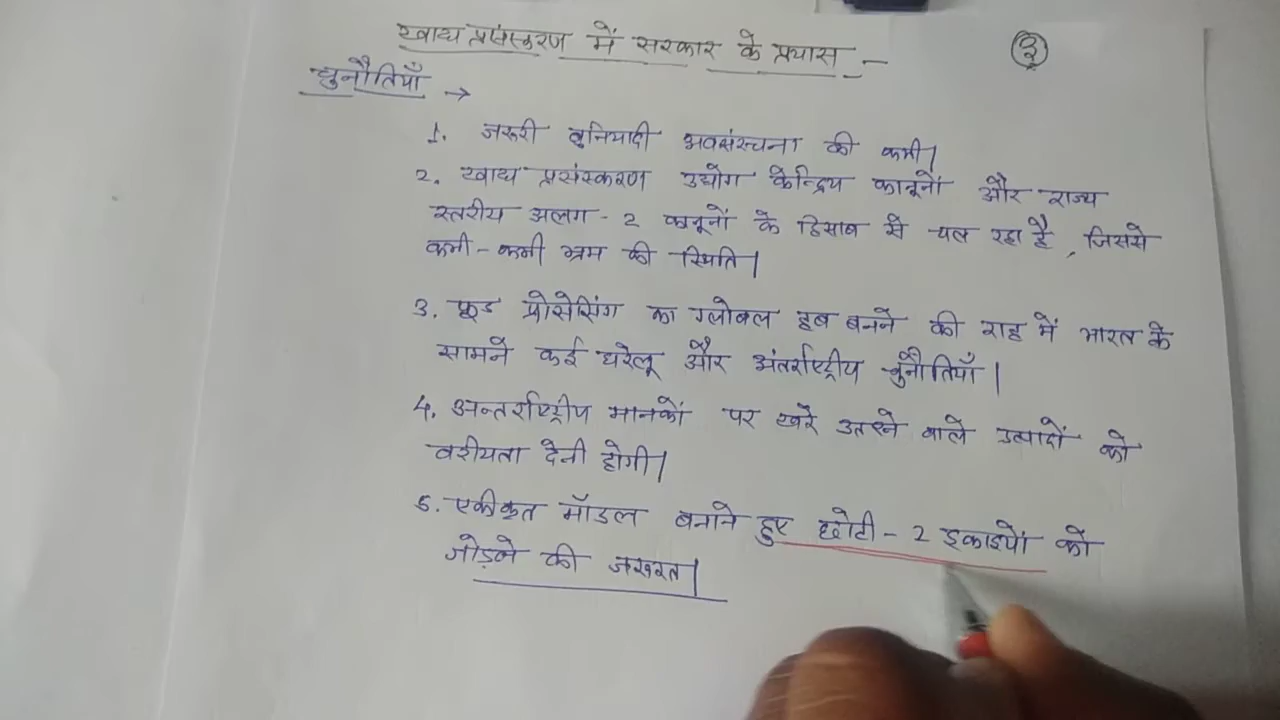 खाद्य प्रसंस्करण में सरकार के प्रयास -
३
चुनौतियाँ →
1. जरूरी बुनियादी अवसंरचना की कमी।
2. खाद्य प्रसंस्करण उद्योग केन्द्रिय कानूनों और राज्य
स्तरीय अलग - 2 कानूनों के हिसाब से चल रहा है, जिससे
कभी - कभी भ्रम की स्थिति।
3. फूड प्रोसेसिंग का ग्लोबल हब बनने की राह में भारत के
सामने कई घरेलू और अंतर्राष्ट्रीय चुनौतियाँ।
4. अन्तर्राष्ट्रीय मानकों पर खरे उतरने वाले उत्पादों को
वरीयता देनी होगी।
5. एकीकृत मॉडल बनाने हुए छोटी - 2 इकाइयों को
जोड़ने की जरूरत।